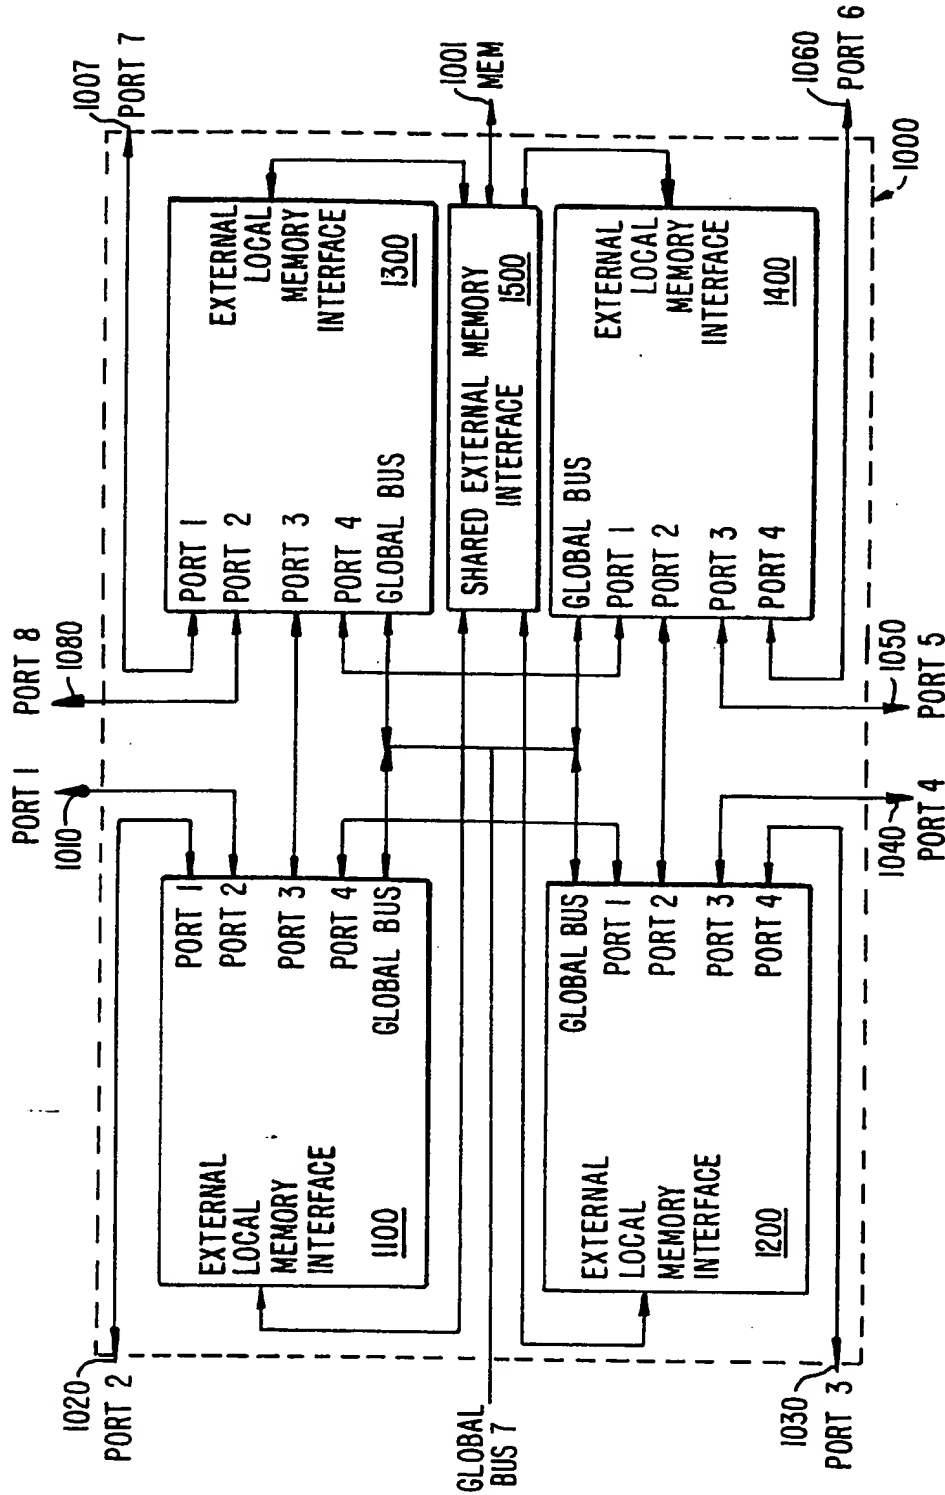 PORT 2
1020
PORT 1
1010
PORT 8
1080
1007
PORT 7
EXTERNAL
LOCAL
MEMORY
INTERFACE
1100
PORT 1
PORT 2
PORT 3
PORT 4
GLOBAL BUS
PORT 1
PORT 2
PORT 3
PORT 4
GLOBAL BUS
EXTERNAL
LOCAL
MEMORY
INTERFACE
1300
GLOBAL
BUS 7
SHARED EXTERNAL MEMORY
INTERFACE
1500
1001
MEM
EXTERNAL
LOCAL
MEMORY
INTERFACE
1200
GLOBAL BUS
PORT 1
PORT 2
PORT 3
PORT 4
GLOBAL BUS
PORT 1
PORT 2
PORT 3
PORT 4
EXTERNAL
LOCAL
MEMORY
INTERFACE
1400
1030
PORT 3
1040
PORT 4
1050
PORT 5
1060
PORT 6
1000